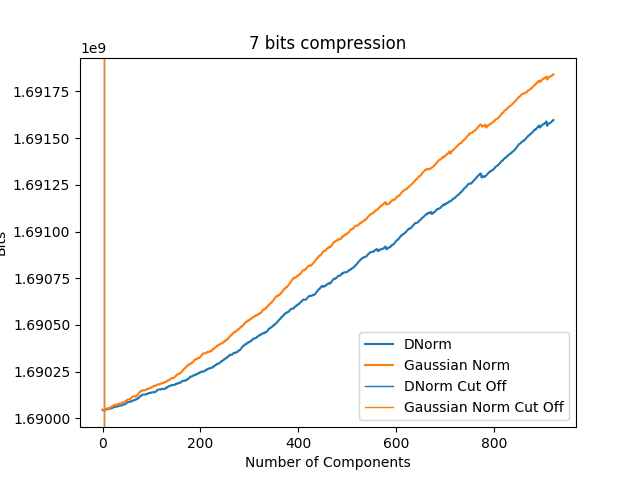 7 bits compression
1e9
1.69175
1.69150
1.69125
1.69100
1.69075
1.69050
1.69025
1.69000
Bits
0 200 400 600 800
Number of Components
DNorm
Gaussian Norm
DNorm Cut Off
Gaussian Norm Cut Off